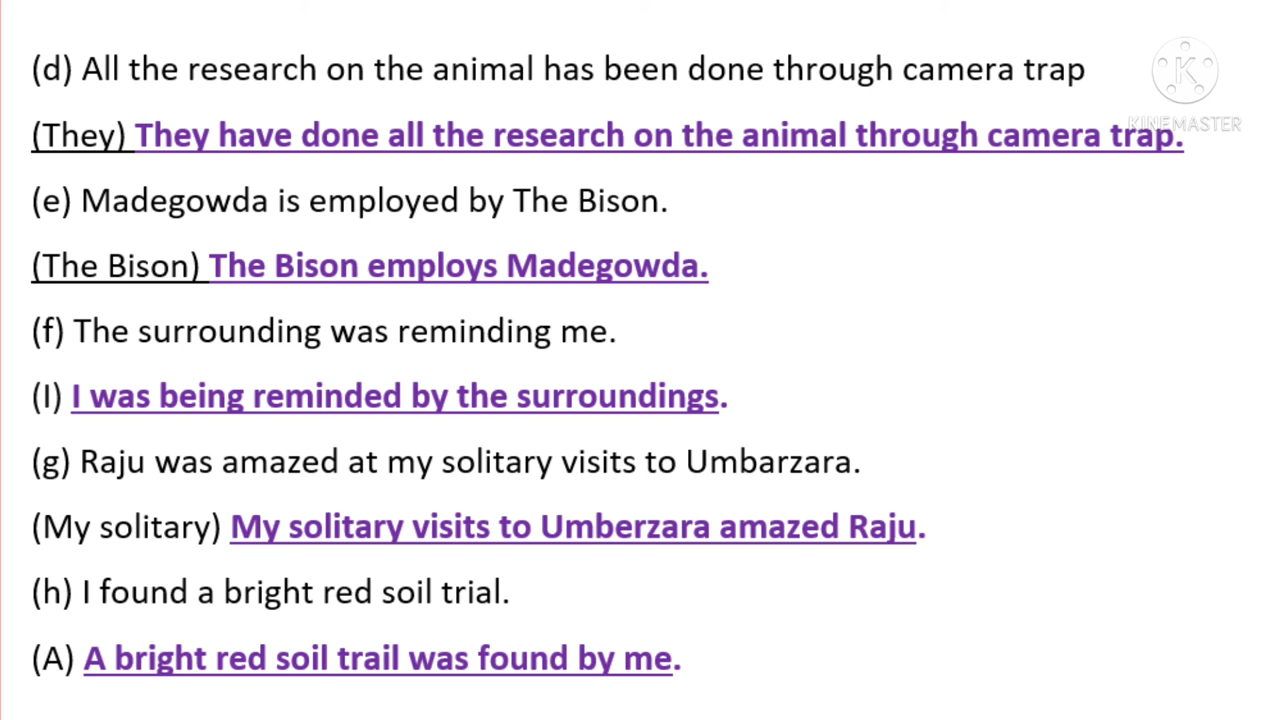 (d) All the research on the animal has been done through camera trap
KINEMASTER
(They) They have done all the research on the animal through camera trap.
(e) Madegowda is employed by The Bison.
(The Bison) The Bison employs Madegowda.
(f) The surrounding was reminding me.
(I) I was being reminded by the surroundings.
(g) Raju was amazed at my solitary visits to Umbarzara.
(My solitary) My solitary visits to Umberzara amazed Raju.
(h) I found a bright red soil trial.
(A) A bright red soil trail was found by me.